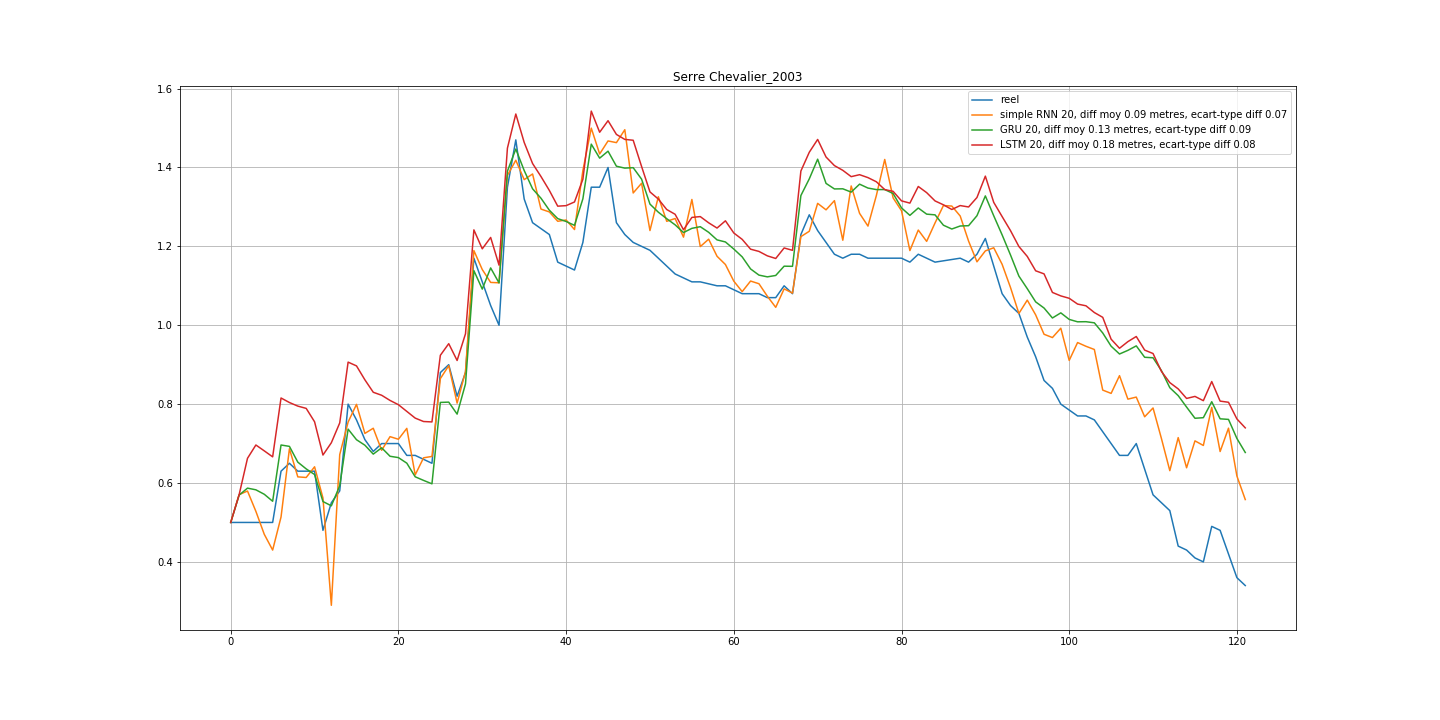 Serre Chevalier_2003
1.6
1.4
1.2
1.0
0.8
0.6
0.4
reel
simple RNN 20, diff moy 0.09 metres, ecart-type diff 0.07
GRU 20, diff moy 0.13 metres, ecart-type diff 0.09
LSTM 20, diff moy 0.18 metres, ecart-type diff 0.08
0 20 40 60 80 100 120